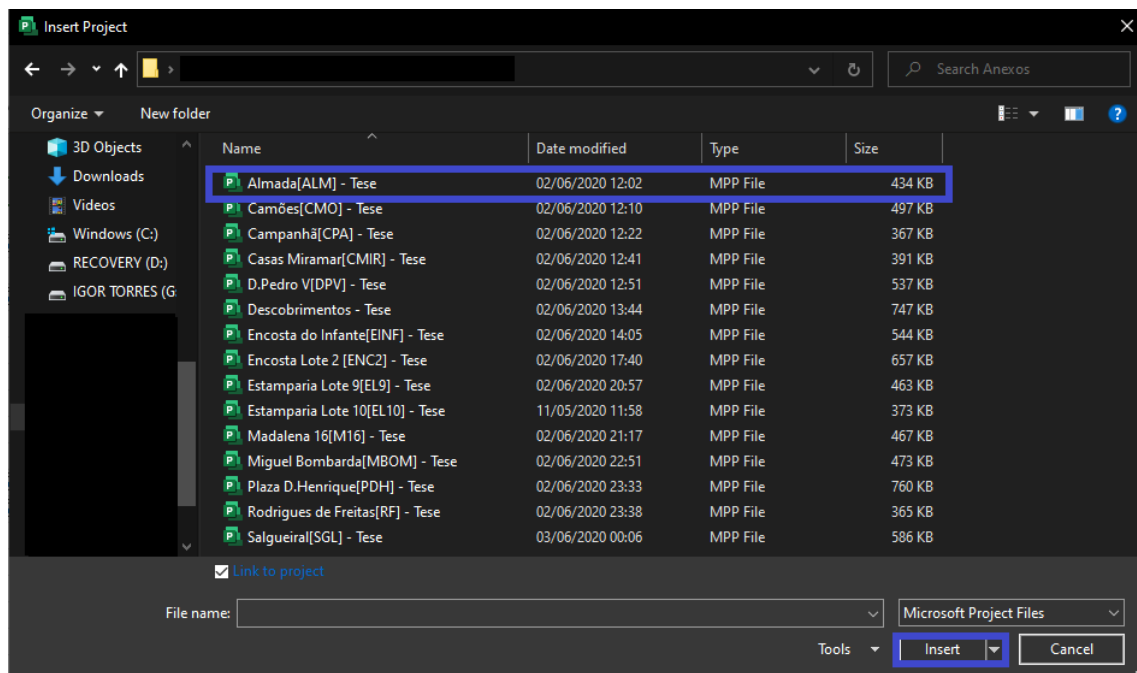 Insert Project
Search Anexos
Organize New folder
3D Objects
Downloads
Videos
Windows (C:)
RECOVERY (D:)
IGOR TORRES (G:
Name Date modified Type Size
Almada[ALM] - Tese 02/06/2020 12:02 MPP File 434 KB
Camões[CMO] - Tese 02/06/2020 12:10 MPP File 497 KB
Campanhã[CPA] - Tese 02/06/2020 12:22 MPP File 367 KB
Casas Miramar[CMIR] - Tese 02/06/2020 12:41 MPP File 391 KB
D.Pedro V[DPV] - Tese 02/06/2020 12:51 MPP File 537 KB
Descobrimentos - Tese 02/06/2020 13:44 MPP File 747 KB
Encosta do Infante[EINF] - Tese 02/06/2020 14:05 MPP File 544 KB
Encosta Lote 2 [ENC2] - Tese 02/06/2020 17:40 MPP File 657 KB
Estamparia Lote 9[EL9] - Tese 02/06/2020 20:57 MPP File 463 KB
Estamparia Lote 10[EL10] - Tese 11/05/2020 11:58 MPP File 373 KB
Madalena 16[M16] - Tese 02/06/2020 21:17 MPP File 467 KB
Miguel Bombarda[MBOM] - Tese 02/06/2020 22:51 MPP File 473 KB
Plaza D.Henrique[PDH] - Tese 02/06/2020 23:33 MPP File 760 KB
Rodrigues de Freitas[RF] - Tese 02/06/2020 23:38 MPP File 365 KB
Salgueiral[SGL] - Tese 03/06/2020 00:06 MPP File 586 KB
Link to project
File name: Microsoft Project Files
Tools Insert Cancel